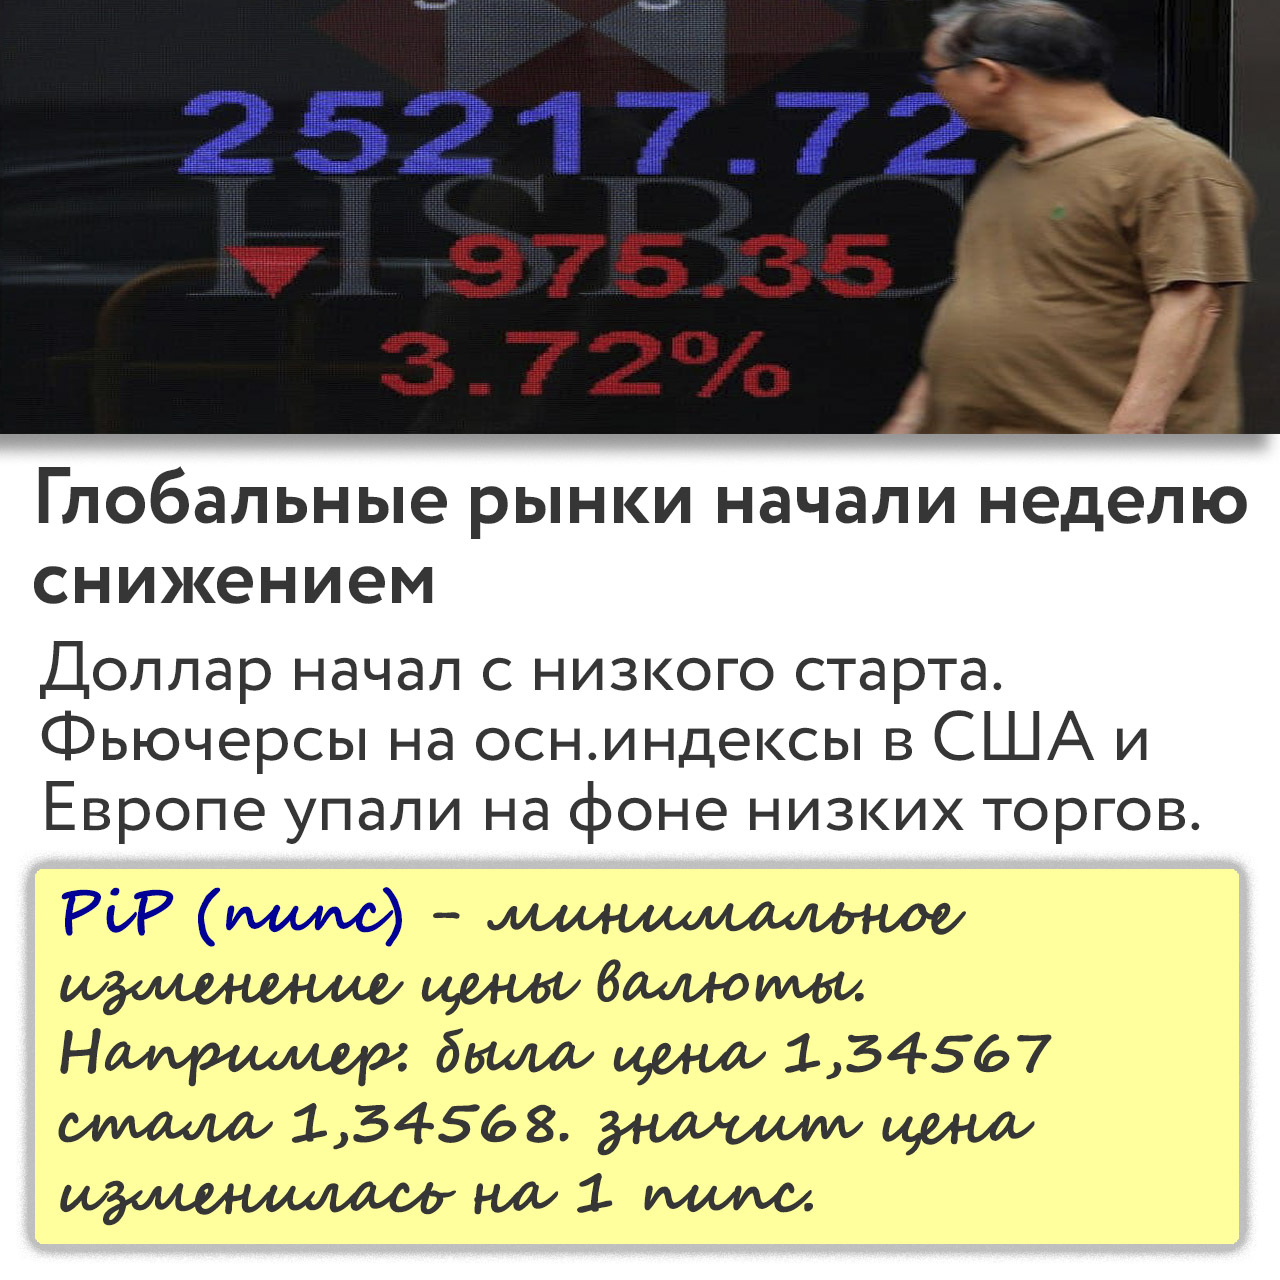 25217.72
HSBC
▼ 975.35
3.72%
Глобальные рынки начали неделю
снижением
Доллар начал с низкого старта.
Фьючерсы на осн.индексы в США и
Европе упали на фоне низких торгов.
PiP (пипс) - минимальное
изменение цены валюты.
Например: была цена 1,34567
стала 1,34568. значит цена
изменилась на 1 пипс.